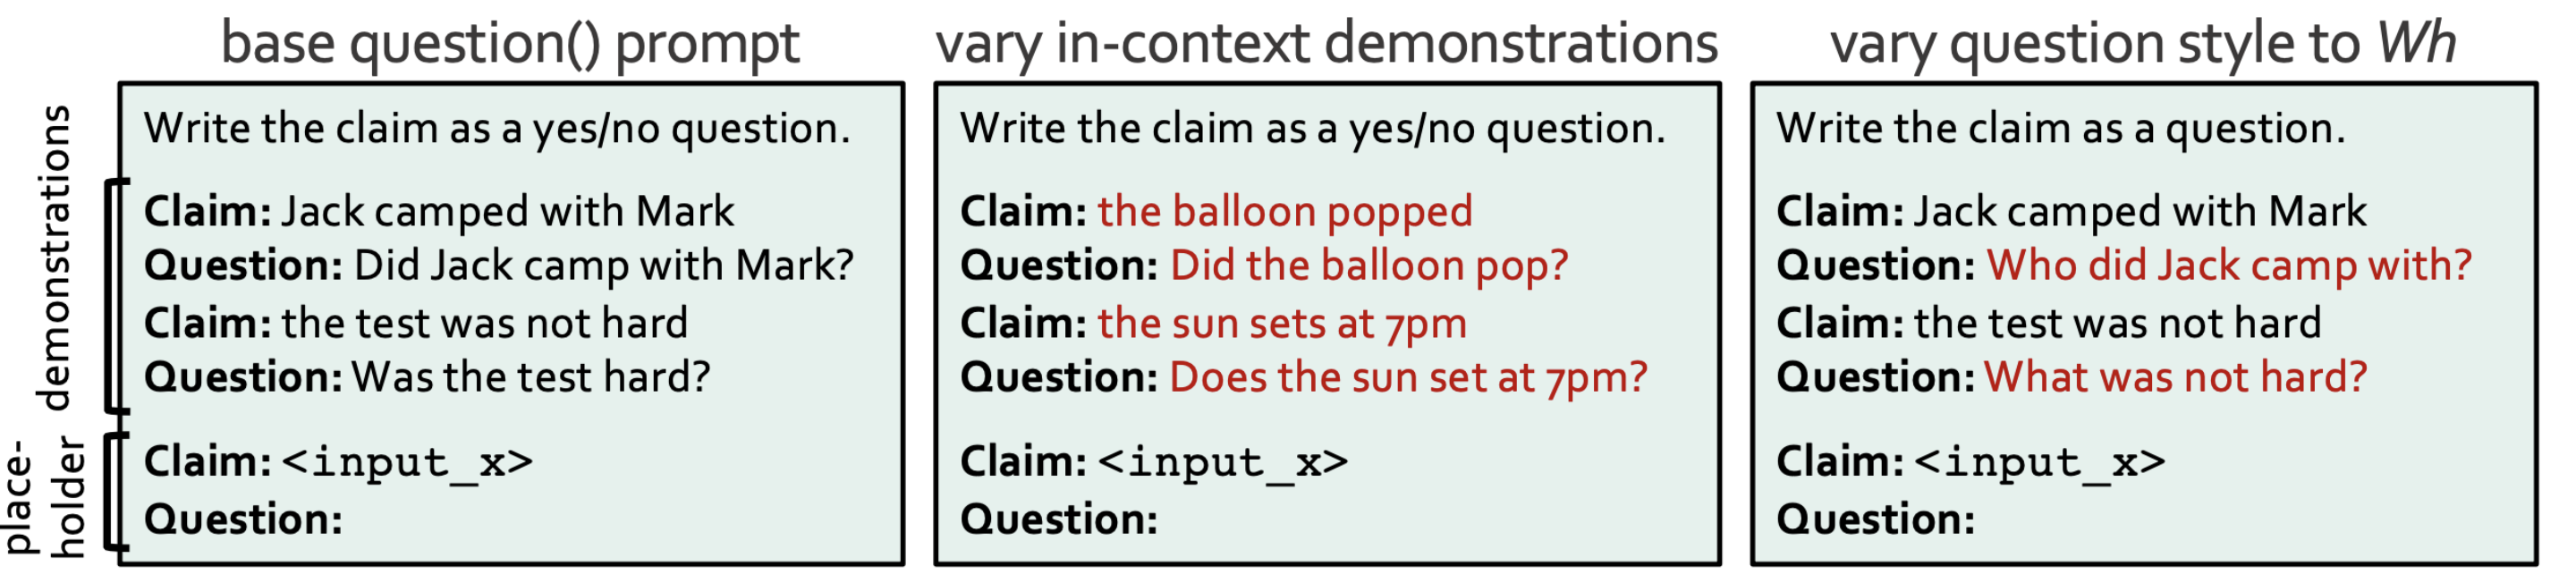 base question() prompt
demonstrations
place-
holder
Write the claim as a yes/no question.
Claim: Jack camped with Mark
Question: Did Jack camp with Mark?
Claim: the test was not hard
Question: Was the test hard?
Claim: <input_x>
Question:
vary in-context demonstrations
Write the claim as a yes/no question.
Claim: the balloon popped
Question: Did the balloon pop?
Claim: the sun sets at 7pm
Question: Does the sun set at 7pm?
Claim: <input_x>
Question:
vary question style to Wh
Write the claim as a question.
Claim: Jack camped with Mark
Question: Who did Jack camp with?
Claim: the test was not hard
Question: What was not hard?
Claim: <input_x>
Question: